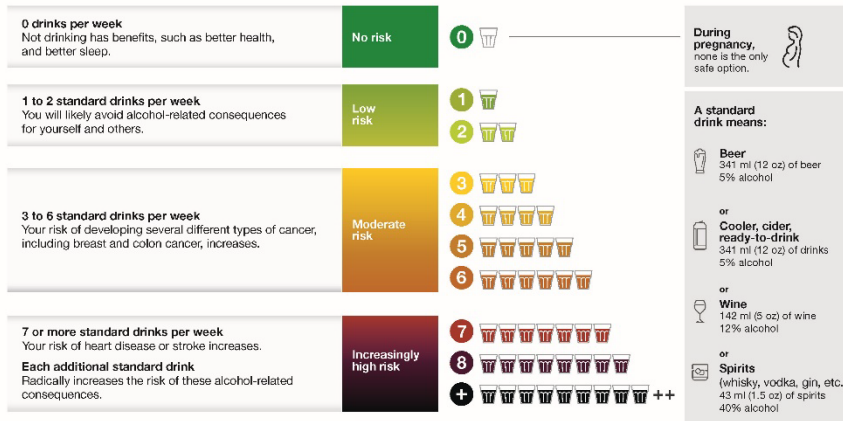 0 drinks per week
Not drinking has benefits, such as better health,
and better sleep.
No risk
0
During
pregnancy,
none is the only
safe option.
1 to 2 standard drinks per week
You will likely avoid alcohol-related consequences
for yourself and others.
Low
risk
1
2
3 to 6 standard drinks per week
Your risk of developing several different types of cancer,
including breast and colon cancer, increases.
Moderate
risk
3
4
5
6
7 or more standard drinks per week
Your risk of heart disease or stroke increases.
Each additional standard drink
Radically increases the risk of these alcohol-related
consequences.
Increasingly
high risk
7
8
+
++
A standard
drink means:
Beer
341 ml (12 oz) of beer
5% alcohol
or
Cooler, cider,
ready-to-drink
341 ml (12 oz) of drinks
5% alcohol
or
Wine
142 ml (5 oz) of wine
12% alcohol
or
Spirits
(whisky, vodka, gin, etc.
43 ml (1.5 oz) of spirits
40% alcohol